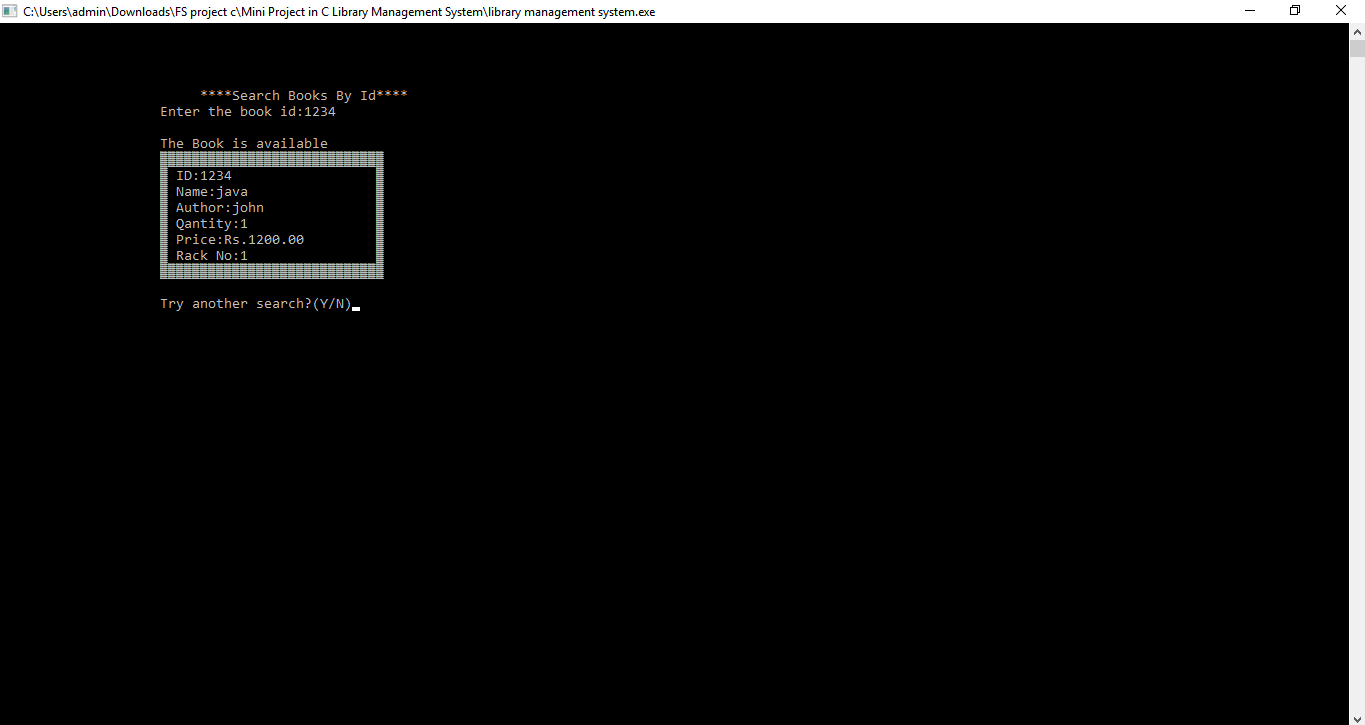 C:\Users\admin\Downloads\FS project c\Mini Project in C Library Management System\library management system.exe
****Search Books By Id****
Enter the book id:1234
The Book is available
ID:1234
Name:java
Author:john
Qantity:1
Price:Rs.1200.00
Rack No:1
Try another search?(Y/N)